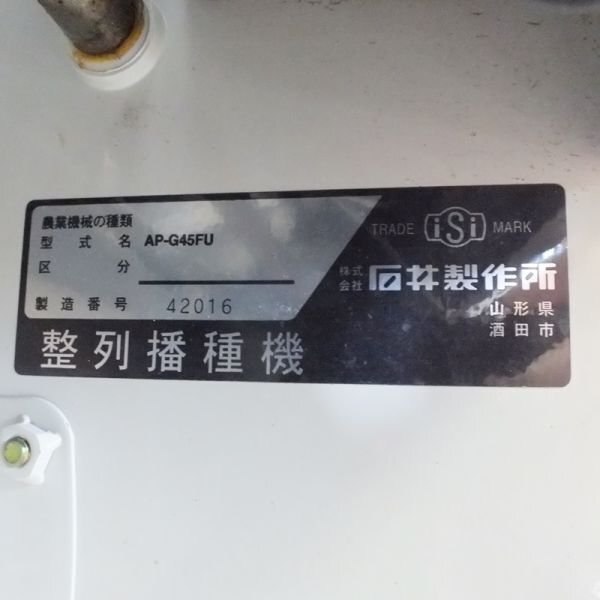 農業機械の種類
型式名 AP-G45FU
区分
製造番号 42016
整列播種機
TRADE iSi MARK
株式会社 石井製作所
山形県
酒田市